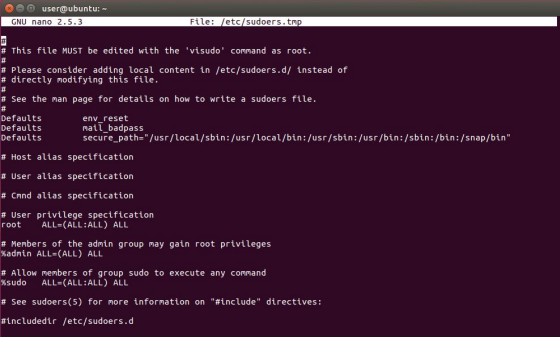 user@ubuntu: ~
GNU nano 2.5.3 File: /etc/sudoers.tmp
#
# This file MUST be edited with the 'visudo' command as root.
#
# Please consider adding local content in /etc/sudoers.d/ instead of
# directly modifying this file.
#
# See the man page for details on how to write a sudoers file.
#
Defaults env_reset
Defaults mail_badpass
Defaults secure_path="/usr/local/sbin:/usr/local/bin:/usr/sbin:/usr/bin:/sbin:/bin:/snap/bin"
# Host alias specification
# User alias specification
# Cmnd alias specification
# User privilege specification
root ALL=(ALL:ALL) ALL
# Members of the admin group may gain root privileges
%admin ALL=(ALL) ALL
# Allow members of group sudo to execute any command
%sudo ALL=(ALL:ALL) ALL
# See sudoers(5) for more information on "#include" directives:
#includedir /etc/sudoers.d